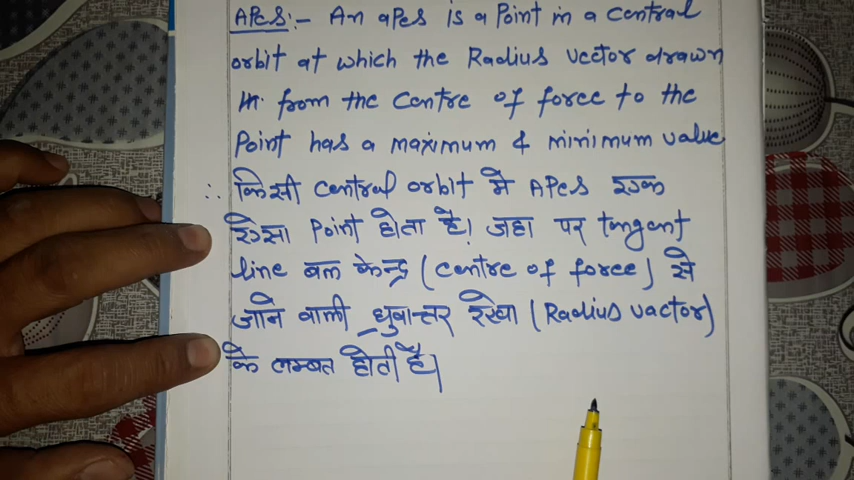 APES:- An apes is a Point in a central
orbit at which the Radius vector drawn
from the centre of force to the
Point has a maximum & minimum value
∴ किसी central orbit मे APES एक
ऐसा Point होता है। जहा पर tangent
line बल केन्द्र (centre of force) से
जाने वाली ध्रुवान्तर रेखा (Radius vactor)
के लम्बत होती है।